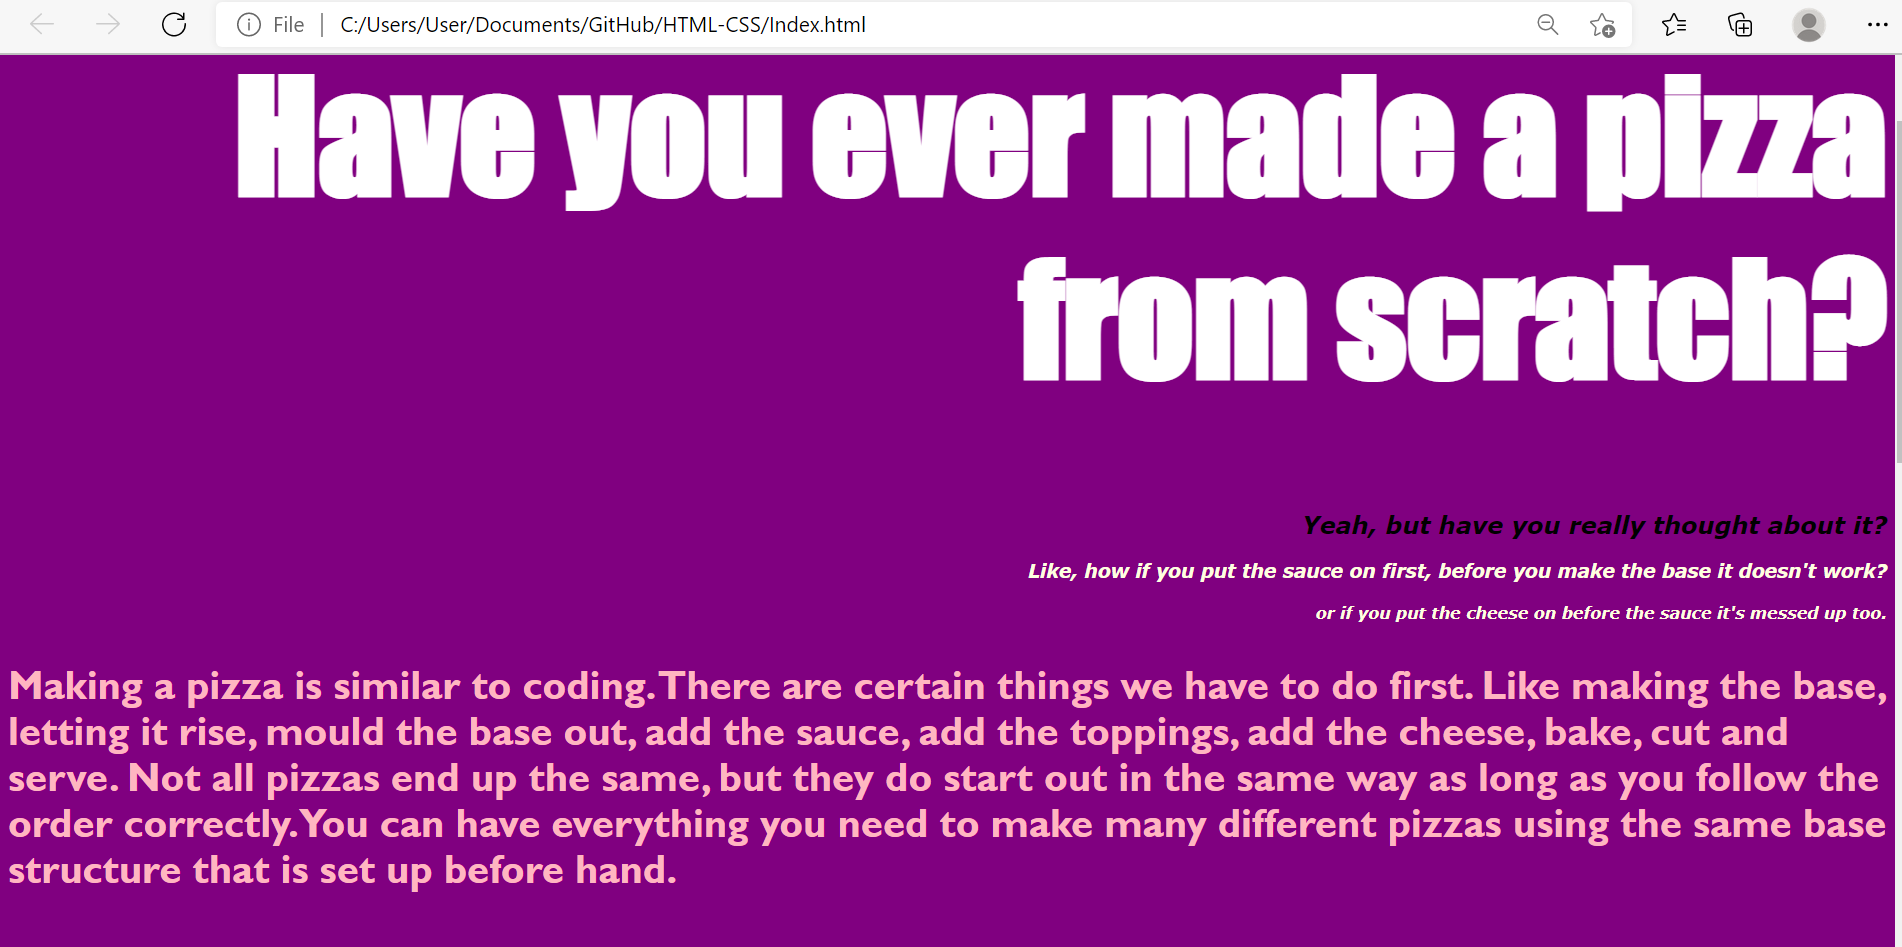 File | C:/Users/User/Documents/GitHub/HTML-CSS/Index.html
Have you ever made a pizza
from scratch?
Yeah, but have you really thought about it?
Like, how if you put the sauce on first, before you make the base it doesn't work?
or if you put the cheese on before the sauce it's messed up too.
Making a pizza is similar to coding. There are certain things we have to do first. Like making the base,
letting it rise, mould the base out, add the sauce, add the toppings, add the cheese, bake, cut and
serve. Not all pizzas end up the same, but they do start out in the same way as long as you follow the
order correctly. You can have everything you need to make many different pizzas using the same base
structure that is set up before hand.